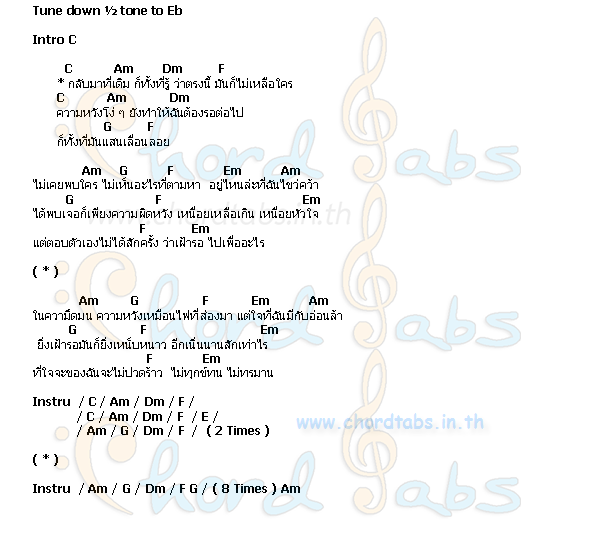 Tune down ½ tone to Eb
Intro C
C Am Dm F
* กลับมาที่เดิม ก็ทั้งที่รู้ ว่าตรงนี้ มันก็ไม่เหลือใคร
C Am Dm
ความหวังโง่ ๆ ยังทำให้ฉันต้องรอต่อไป
G F
ก็ทั้งที่มันแสนเลื่อนลอย
Am G F Em Am
ไม่เคยพบใคร ไม่เห็นอะไรที่ตามหา อยู่ไหนล่ะที่ฉันไขว่คว้า
G F Em
ได้พบเจอก็เพียงความผิดหวัง เหนื่อยเหลือเกิน เหนื่อยหัวใจ
F Em
แต่ตอบตัวเองไม่ได้สักครั้ง ว่าเฝ้ารอ ไปเพื่ออะไร
( * )
Am G F Em Am
ในความืดมน ความหวังเหมือนไฟที่ส่องมา แต่ใจที่ฉันมีกับอ่อนล้า
G F Em
ยิ่งเฝ้ารอมันก็ยิ่งเหน็บหนาว อีกเนิ่นนานสักเท่าไร
F Em
ที่ใจจะของฉันจะไม่ปวดร้าว ไม่ทุกข์ทน ไม่ทรมาน
Instru / C / Am / Dm / F /
/ C / Am / Dm / F / E /
/ Am / G / Dm / F / ( 2 Times )
www.chordtabs.in.th
( * )
Instru / Am / G / Dm / F G / ( 8 Times ) Am
Chord Tabs
Chord Tabs